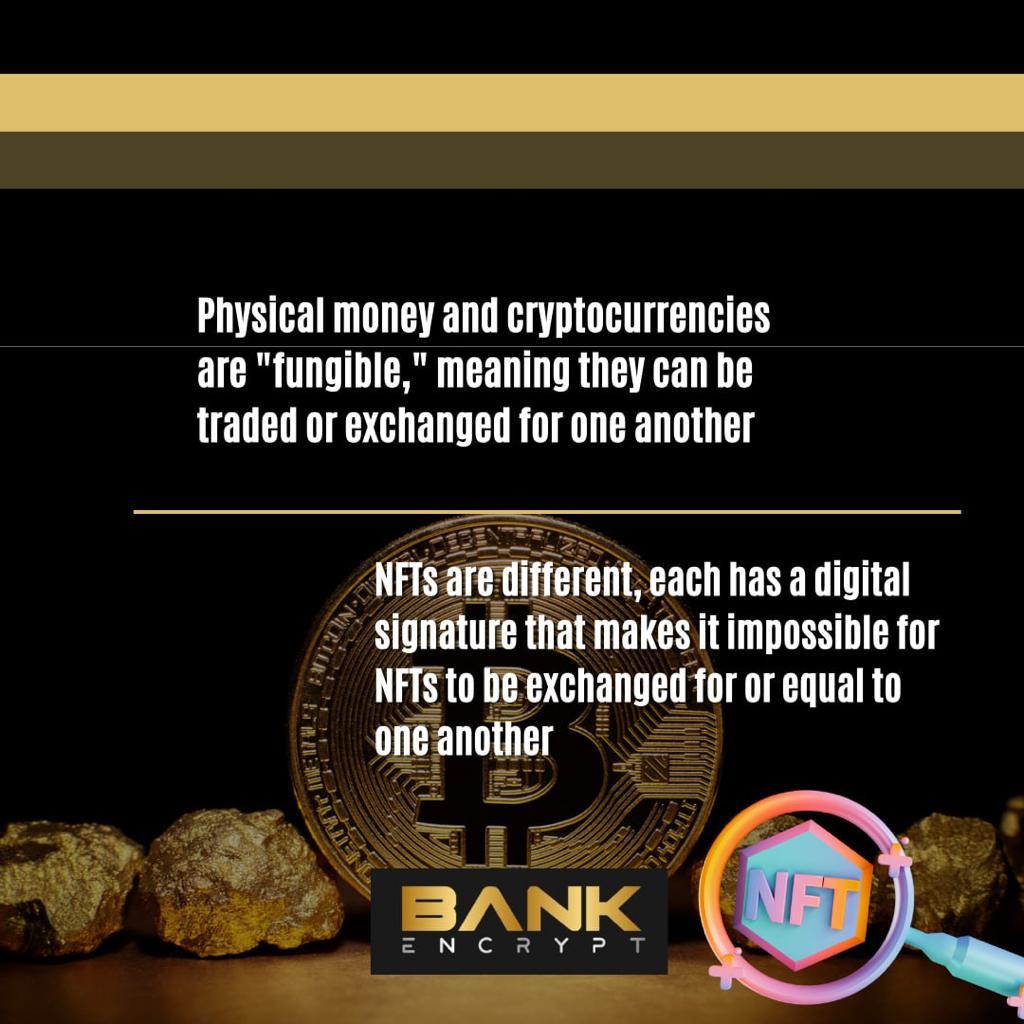 Physical money and cryptocurrencies
are "fungible," meaning they can be
traded or exchanged for one another
NFTs are different, each has a digital
signature that makes it impossible for
NFTs to be exchanged for or equal to
one another
BANK
ENCRYPT
NFT